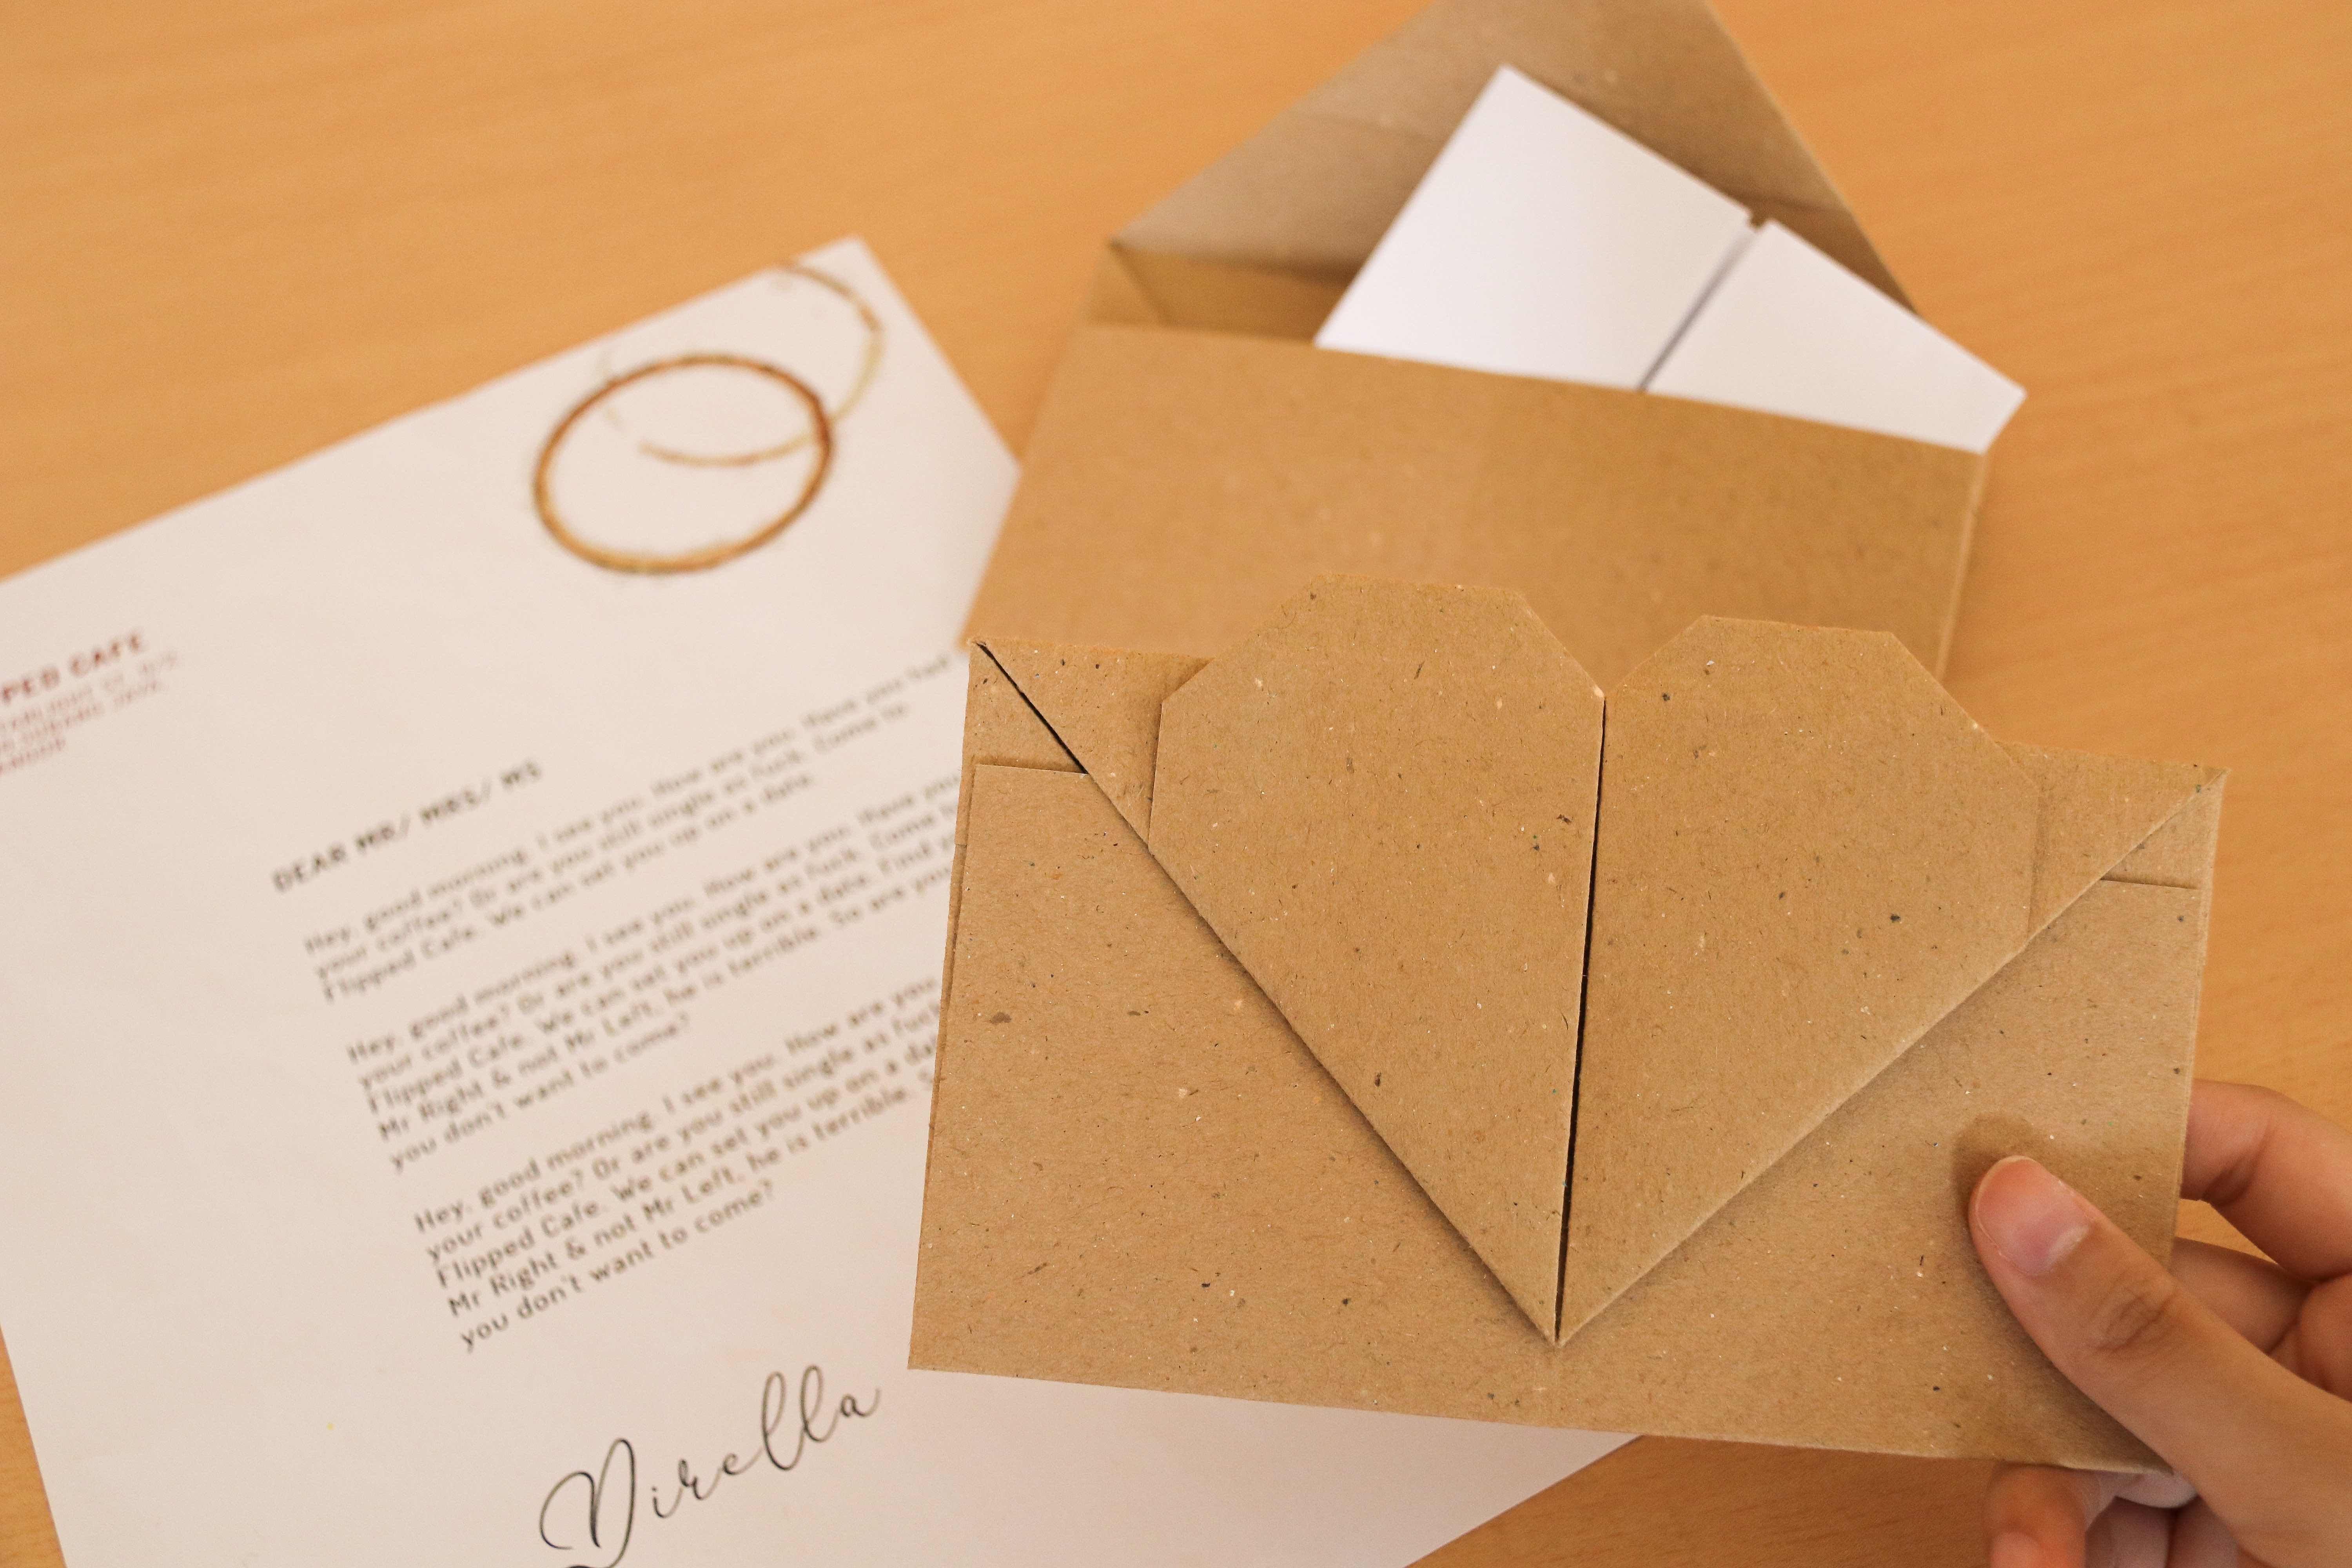 PED CAFE
DEAR MR/ MRS/ MS
Hey, good morning. I see you. How are you. Have you had
your coffee? Or are you still single as fuck. Come to
Flipped Cafe. We can set you up on a date.
Hey, good morning. I see you. How are you. Have you
your coffee? Or are you still single as fuck. Come to
Flipped Cafe. We can set you up on a date. Find
Mr Right & not Mr Left, he is terrible. So are you
you don't want to come?
Hey, good morning. I see you. How are you.
your coffee? Or are you still single as fuck
Flipped Cafe. We can set you up on a da
Mr Right & not Mr Left, he is terrible.
you don't want to come?
Dirella